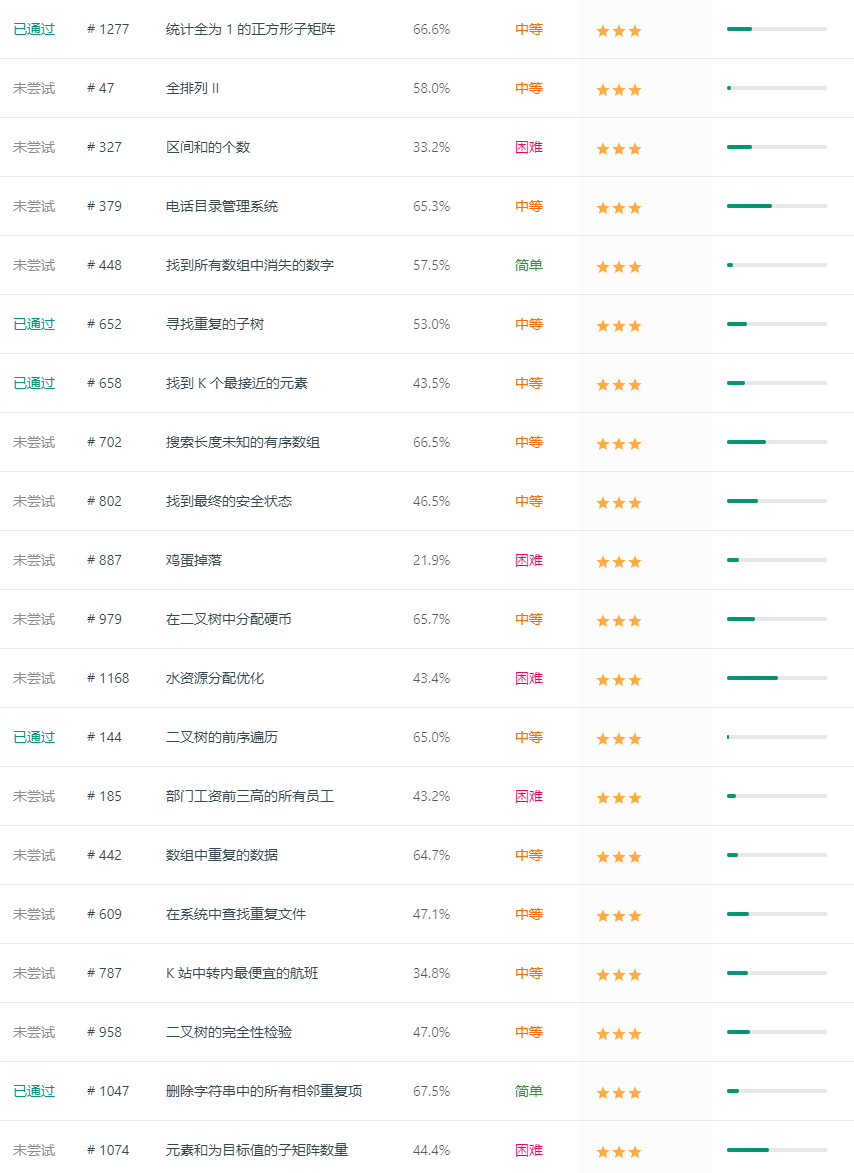 已通过 # 1277 统计全为 1 的正方形子矩阵 66.6% 中等
未尝试 # 47 全排列 II 58.0% 中等
未尝试 # 327 区间和的个数 33.2% 困难
未尝试 # 379 电话目录管理系统 65.3% 中等
未尝试 # 448 找到所有数组中消失的数字 57.5% 简单
已通过 # 652 寻找重复的子树 53.0% 中等
已通过 # 658 找到 K 个最接近的元素 43.5% 中等
未尝试 # 702 搜索长度未知的有序数组 66.5% 中等
未尝试 # 802 找到最终的安全状态 46.5% 中等
未尝试 # 887 鸡蛋掉落 21.9% 困难
未尝试 # 979 在二叉树中分配硬币 65.7% 中等
未尝试 # 1168 水资源分配优化 43.4% 困难
已通过 # 144 二叉树的前序遍历 65.0% 中等
未尝试 # 185 部门工资前三高的所有员工 43.2% 困难
未尝试 # 442 数组中重复的数据 64.7% 中等
未尝试 # 609 在系统中查找重复文件 47.1% 中等
未尝试 # 787 K 站中转内最便宜的航班 34.8% 中等
未尝试 # 958 二叉树的完全性检验 47.0% 中等
已通过 # 1047 删除字符串中的所有相邻重复项 67.5% 简单
未尝试 # 1074 元素和为目标值的子矩阵数量 44.4% 困难